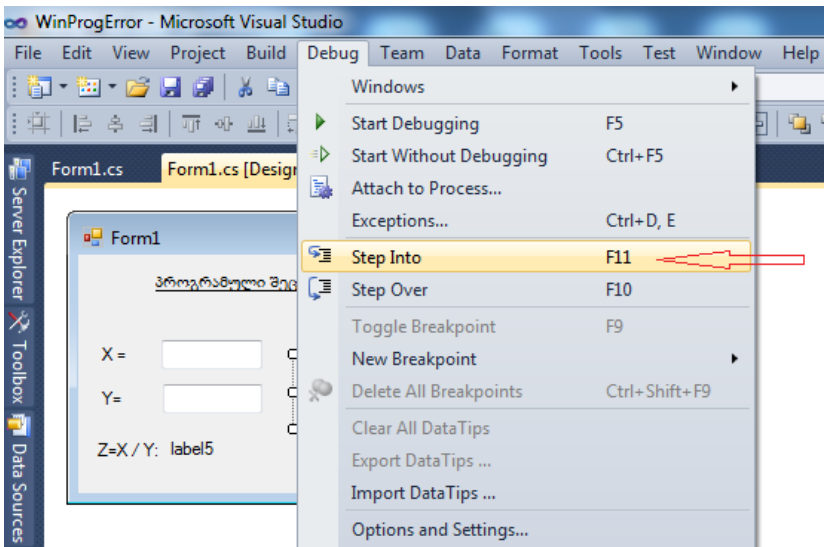 WinProgError - Microsoft Visual Studio
File Edit View Project Build Debug Team Data Format Tools Test Window Help
Windows
Start Debugging F5
Start Without Debugging Ctrl+F5
Attach to Process...
Exceptions... Ctrl+D, E
Step Into F11
Step Over F10
Toggle Breakpoint F9
New Breakpoint
Delete All Breakpoints Ctrl+Shift+F9
Clear All DataTips
Export DataTips ...
Import DataTips ...
Options and Settings...
Form1.cs Form1.cs [Desigr
Server Explorer
Toolbox
Data Sources
Form1
პროგრამული შეც
X =
Y=
Z=X / Y: label5